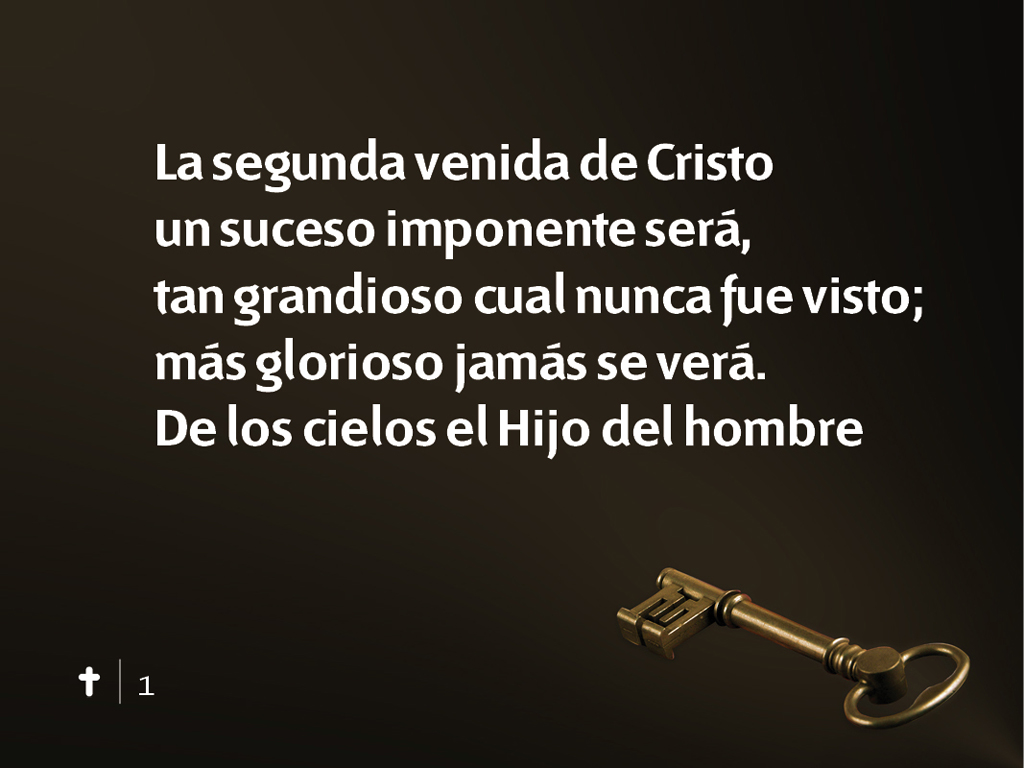 La segunda venida de Cristo
un suceso imponente será,
tan grandioso cual nunca fue visto;
más glorioso jamás se verá.
De los cielos el Hijo del hombre
1